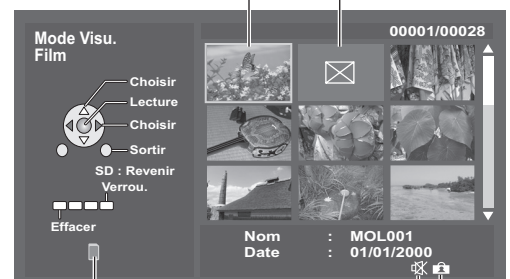 Mode Visu.
Film
Choisir
Lecture
Choisir
Sortir
SD : Revenir
Verrou.
Effacer
00001/00028
Nom : MOL001
Date : 01/01/2000